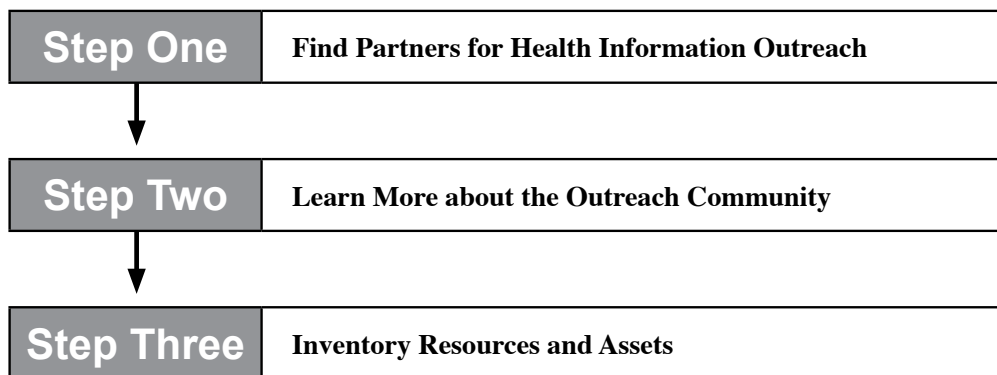 Step One Find Partners for Health Information Outreach
Step Two Learn More about the Outreach Community
Step Three Inventory Resources and Assets